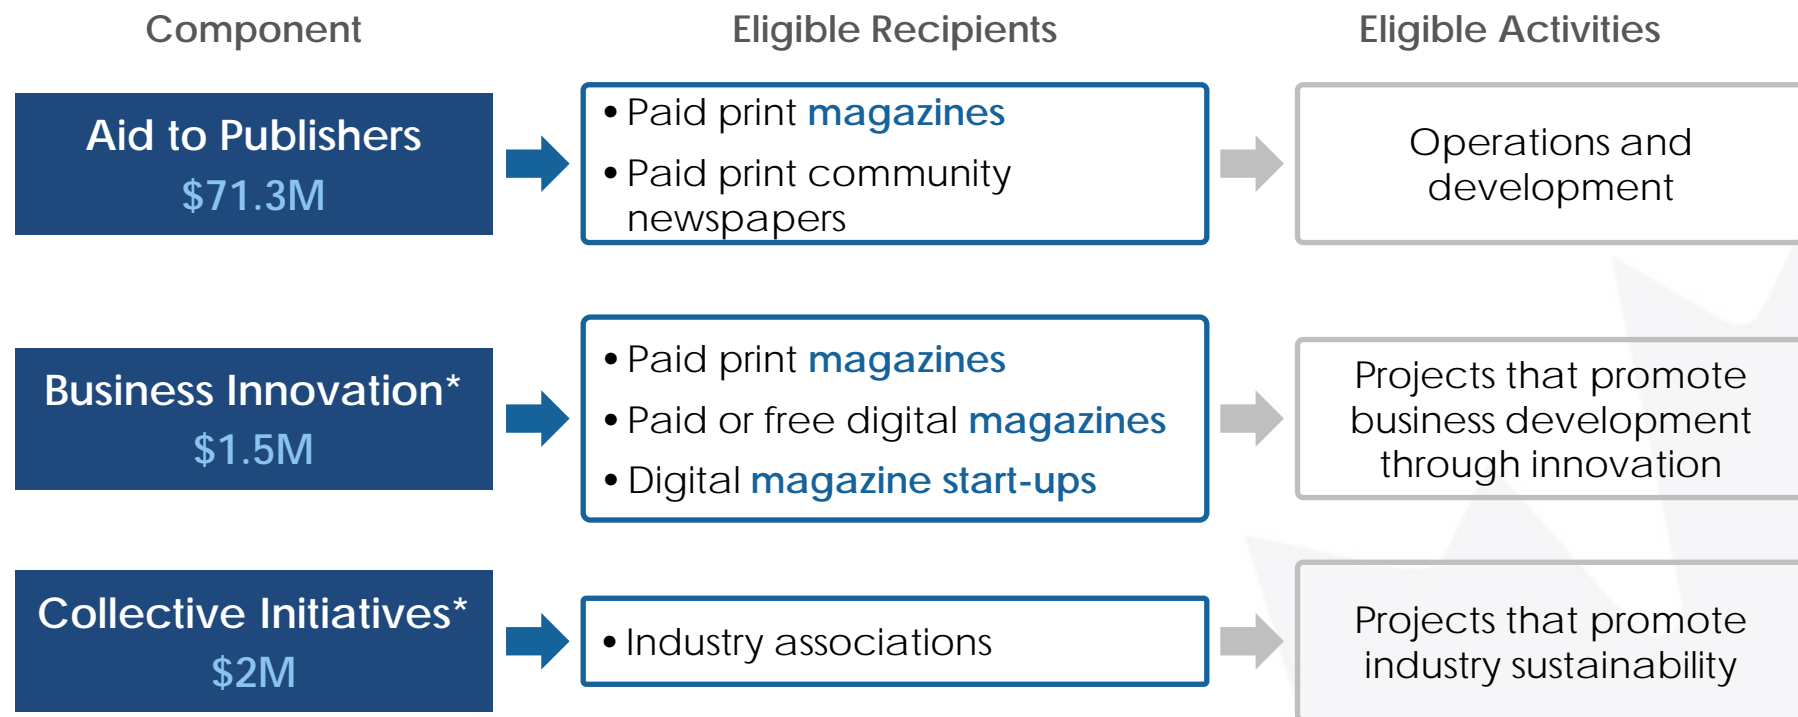 Component
Eligible Recipients
Eligible Activities
Aid to Publishers
$71.3M
• Paid print magazines
• Paid print community
newspapers
Operations and
development
Business Innovation*
$1.5M
• Paid print magazines
• Paid or free digital magazines
• Digital magazine start-ups
Projects that promote
business development
through innovation
Collective Initiatives*
$2M
• Industry associations
Projects that promote
industry sustainability